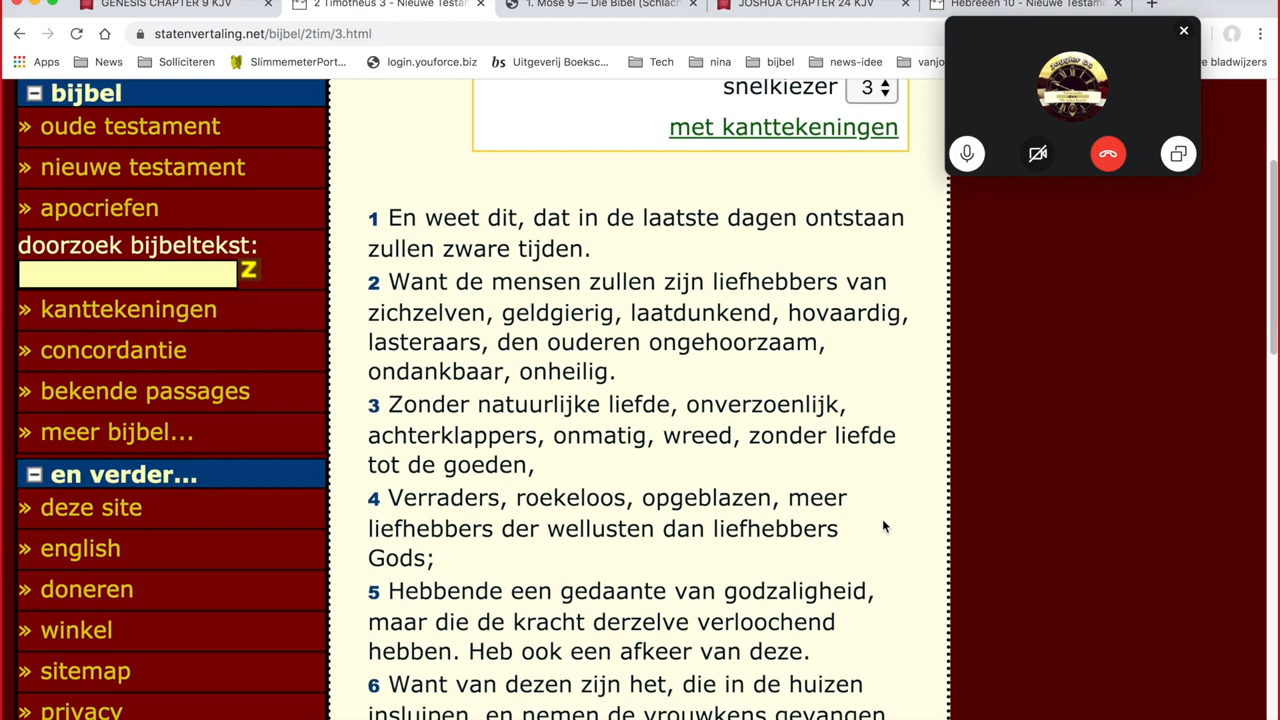 GENESIS CHAPTER 9 KJV
2 Timotheus 3 - Nieuwe Testam
1. Mose 9 — Die Bibel (Schlach
JOSHUA CHAPTER 24 KJV
Hebreeën 10 - Nieuwe Testame
statenvertaling.net/bijbel/2tim/3.html
Apps
News
Solliciteren
SlimmemeterPort...
login.youforce.biz
bs Uitgeverij Boeksc...
Tech
nina
bijbel
news-idee
vanjo
re bladwijzers
bijbel
» oude testament
» nieuwe testament
» apocriefen
doorzoek bijbeltekst:
Z
» kanttekeningen
» concordantie
» bekende passages
» meer bijbel...
en verder...
» deze site
» english
» doneren
» winkel
» sitemap
» privacy
snelkiezer 3
met kanttekeningen
1 En weet dit, dat in de laatste dagen ontstaan
zullen zware tijden.
2 Want de mensen zullen zijn liefhebbers van
zichzelven, geldgierig, laatdunkend, hovaardig,
lasteraars, den ouderen ongehoorzaam,
ondankbaar, onheilig.
3 Zonder natuurlijke liefde, onverzoenlijk,
achterklappers, onmatig, wreed, zonder liefde
tot de goeden,
4 Verraders, roekeloos, opgeblazen, meer
liefhebbers der wellusten dan liefhebbers
Gods;
5 Hebbende een gedaante van godzaligheid,
maar die de kracht derzelve verloochend
hebben. Heb ook een afkeer van deze.
6 Want van dezen zijn het, die in de huizen
insluipen, en nemen de vrouwkens gevangen